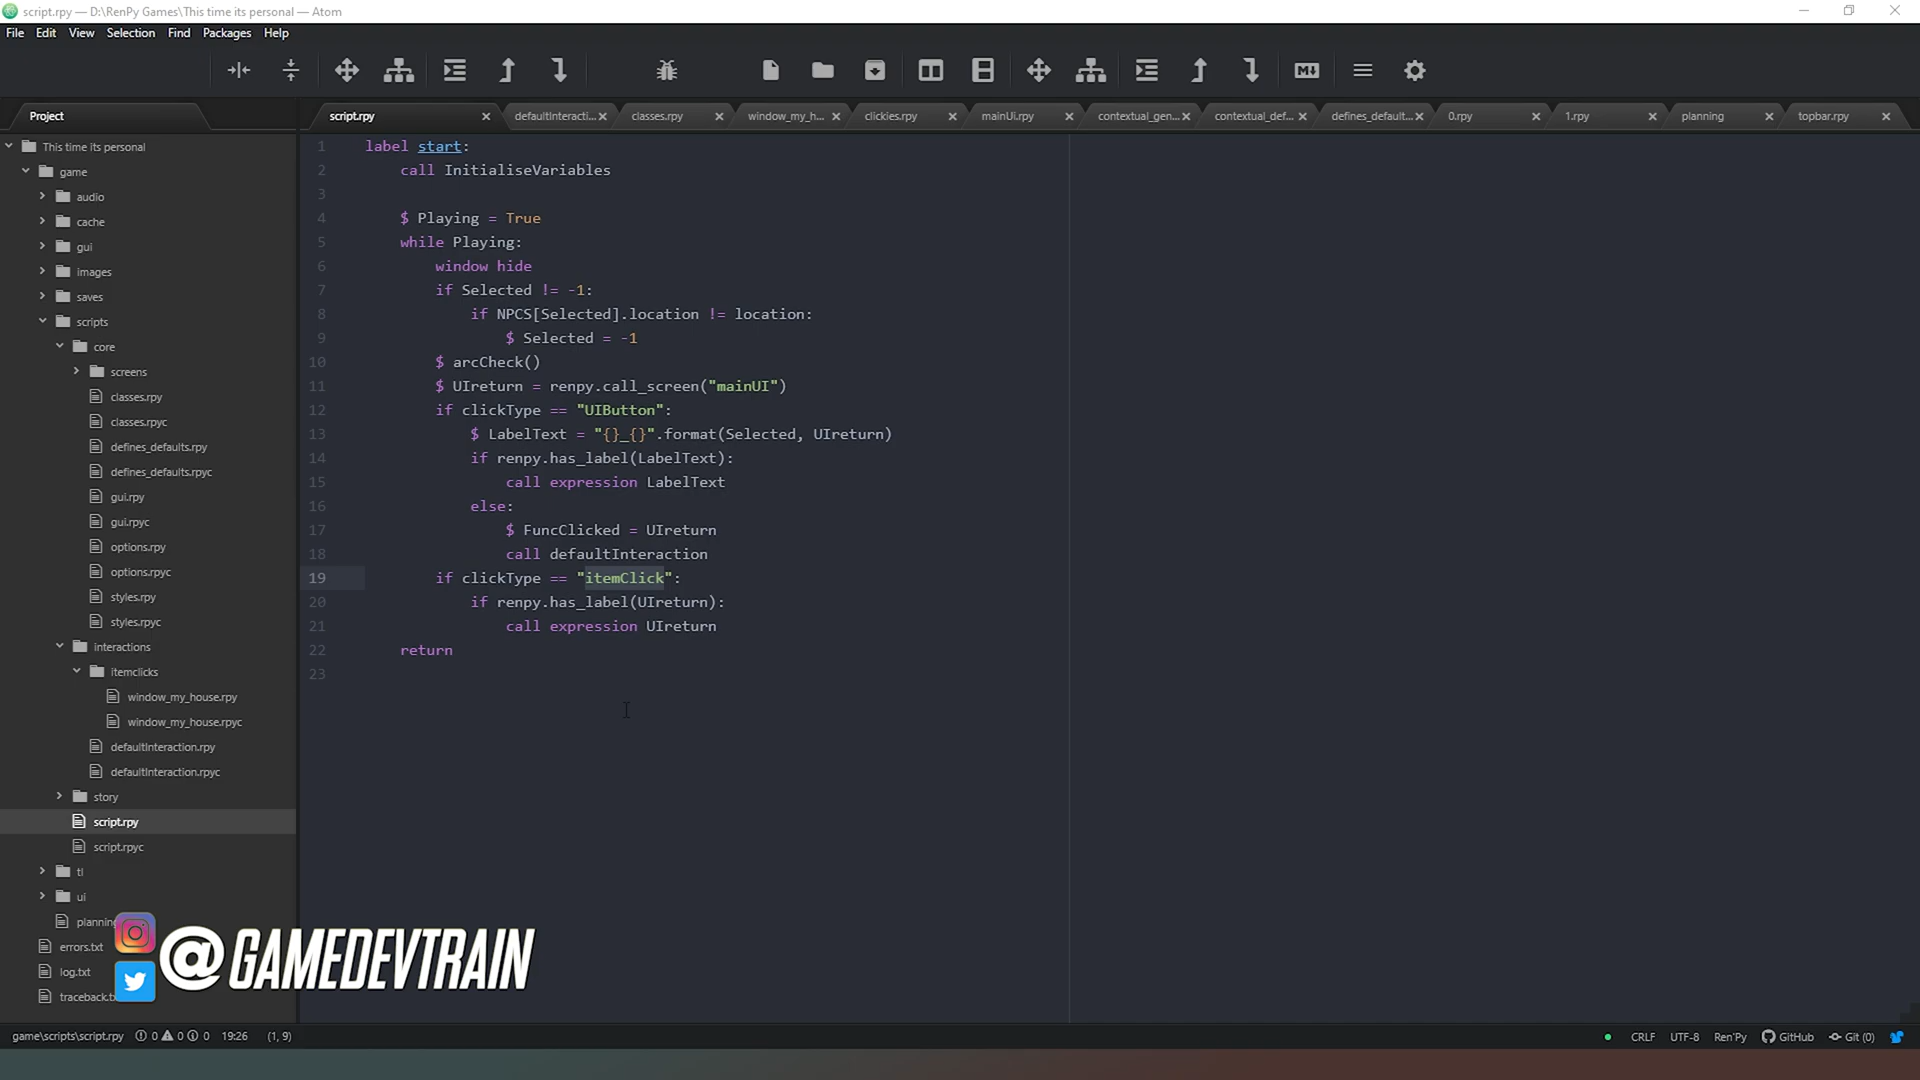 script.rpy — D:\RenPy Games\This time its personal — Atom
File Edit View Selection Find Packages Help
Project
script.rpy
defaultInteracti...
classes.rpy
window_my_h...
clickies.rpy
mainUi.rpy
contextual_gen...
contextual_def...
defines_default...
0.rpy
1.rpy
planning
topbar.rpy
This time its personal
game
audio
cache
gui
images
saves
scripts
core
screens
classes.rpy
classes.rpyc
defines_defaults.rpy
defines_defaults.rpyc
gui.rpy
gui.rpyc
options.rpy
options.rpyc
styles.rpy
styles.rpyc
interactions
itemclicks
window_my_house.rpy
window_my_house.rpyc
defaultInteraction.rpy
defaultInteraction.rpyc
story
script.rpy
script.rpyc
tl
ui
errors.txt
log.txt
1 label start:
2 call InitialiseVariables
3
4 $ Playing = True
5 while Playing:
6 window hide
7 if Selected != -1:
8 if NPCS[Selected].location != location:
9 $ Selected = -1
10 $ arcCheck()
11 $ UIreturn = renpy.call_screen("mainUI")
12 if clickType == "UIButton":
13 $ LabelText = "{}_{}".format(Selected, UIreturn)
14 if renpy.has_label(LabelText):
15 call expression LabelText
16 else:
17 $ FuncClicked = UIreturn
18 call defaultInteraction
19 if clickType == "itemClick":
20 if renpy.has_label(UIreturn):
21 call expression UIreturn
22 return
23
@GAMEDEVTRAIN
game\scripts\script.rpy 0 0 0 19:26 (1, 9)
CRLF UTF-8 Ren'Py GitHub Git (0)